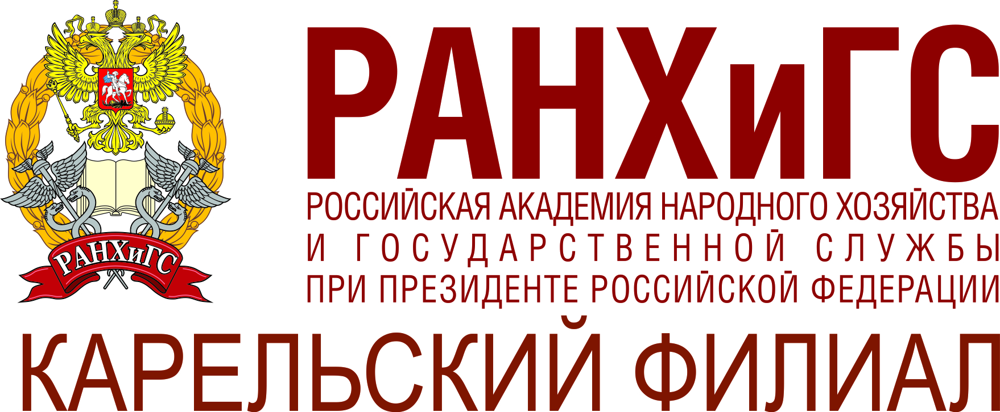 РАНХиГС
РАНХиГС
РОССИЙСКАЯ АКАДЕМИЯ НАРОДНОГО ХОЗЯЙСТВА
И ГОСУДАРСТВЕННОЙ СЛУЖБЫ
ПРИ ПРЕЗИДЕНТЕ РОССИЙСКОЙ ФЕДЕРАЦИИ
КАРЕЛЬСКИЙ ФИЛИАЛ